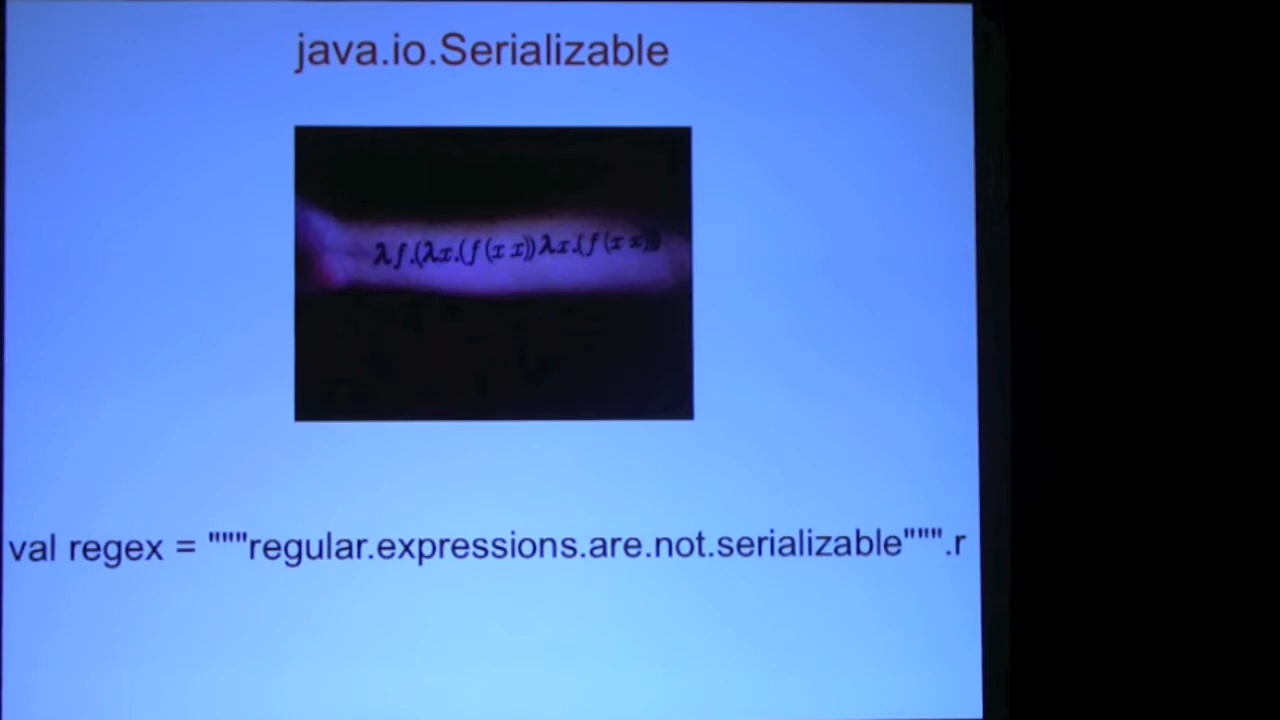 java.io.Serializable
λf.(λx.(f(x x))λx.(f(x x)))
val regex = """regular.expressions.are.not.serializable""".r